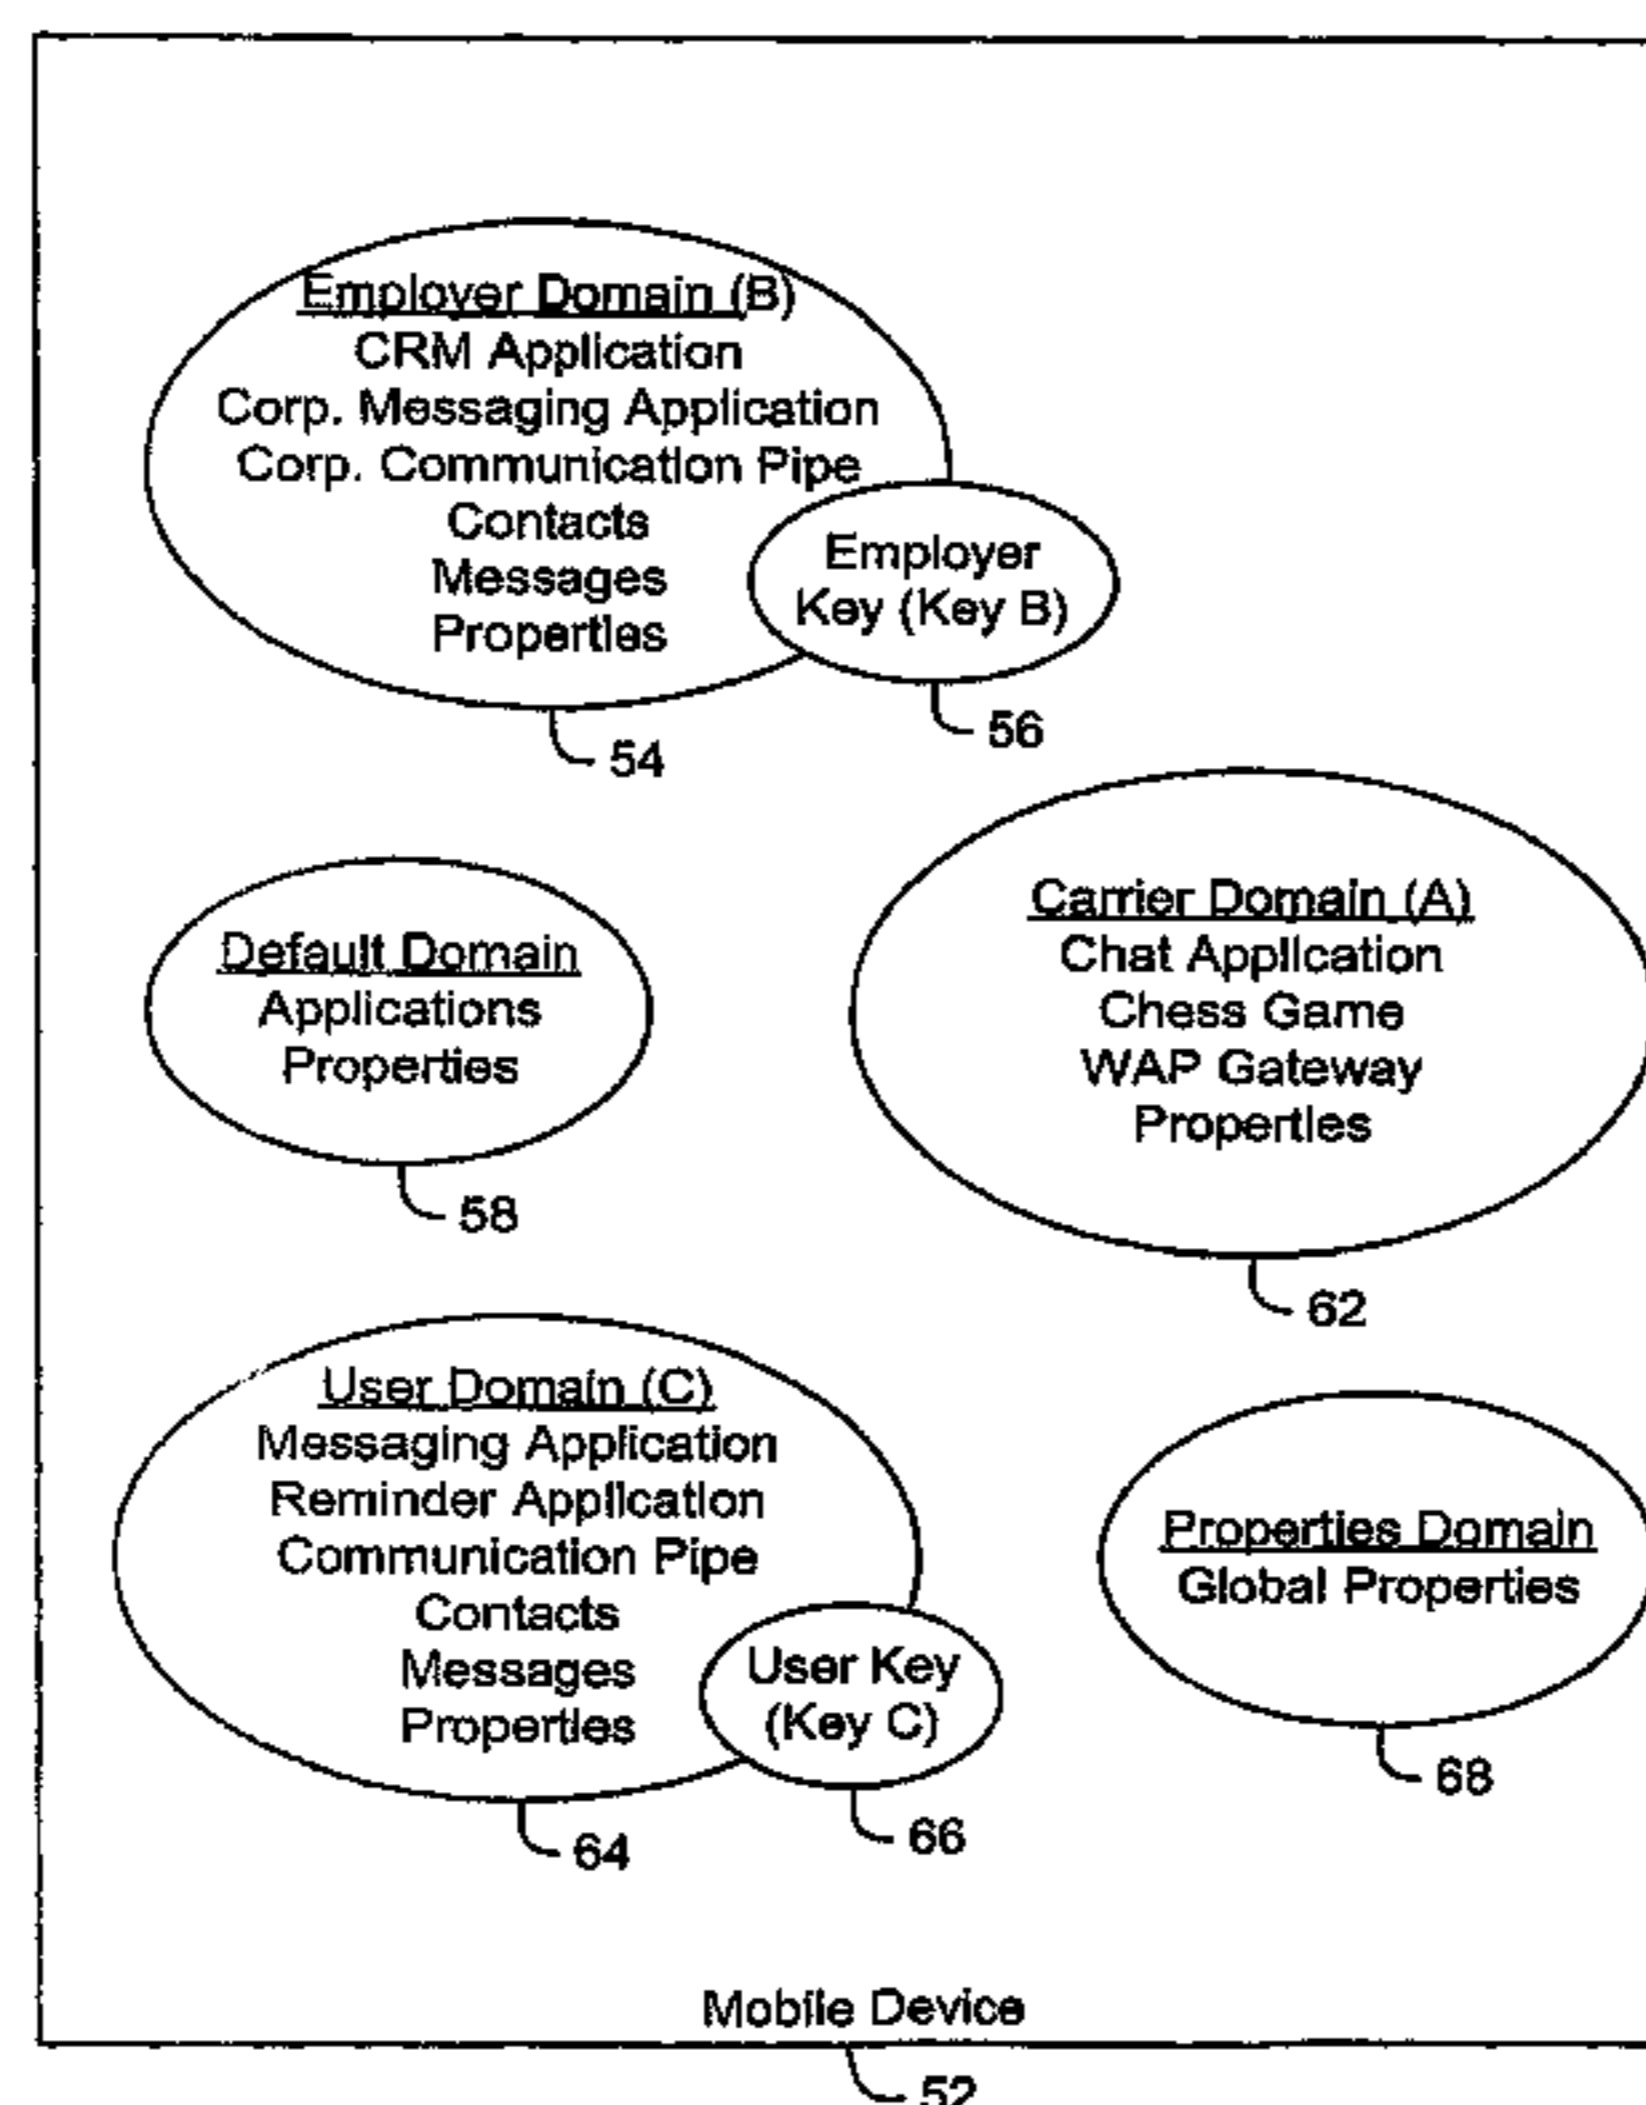 Employer Domain (B)
CRM Application
Corp. Messaging Application
Corp. Communication Pipe
Contacts
Messages
Properties
Employer
Key (Key B)
56
54
Default Domain
Applications
Properties
58
Carrier Domain (A)
Chat Application
Chess Game
WAP Gateway
Properties
62
User Domain (C)
Messaging Application
Reminder Application
Communication Pipe
Contacts
Messages
Properties
User Key
(Key C)
66
64
Properties Domain
Global Properties
68
Mobile Device
52